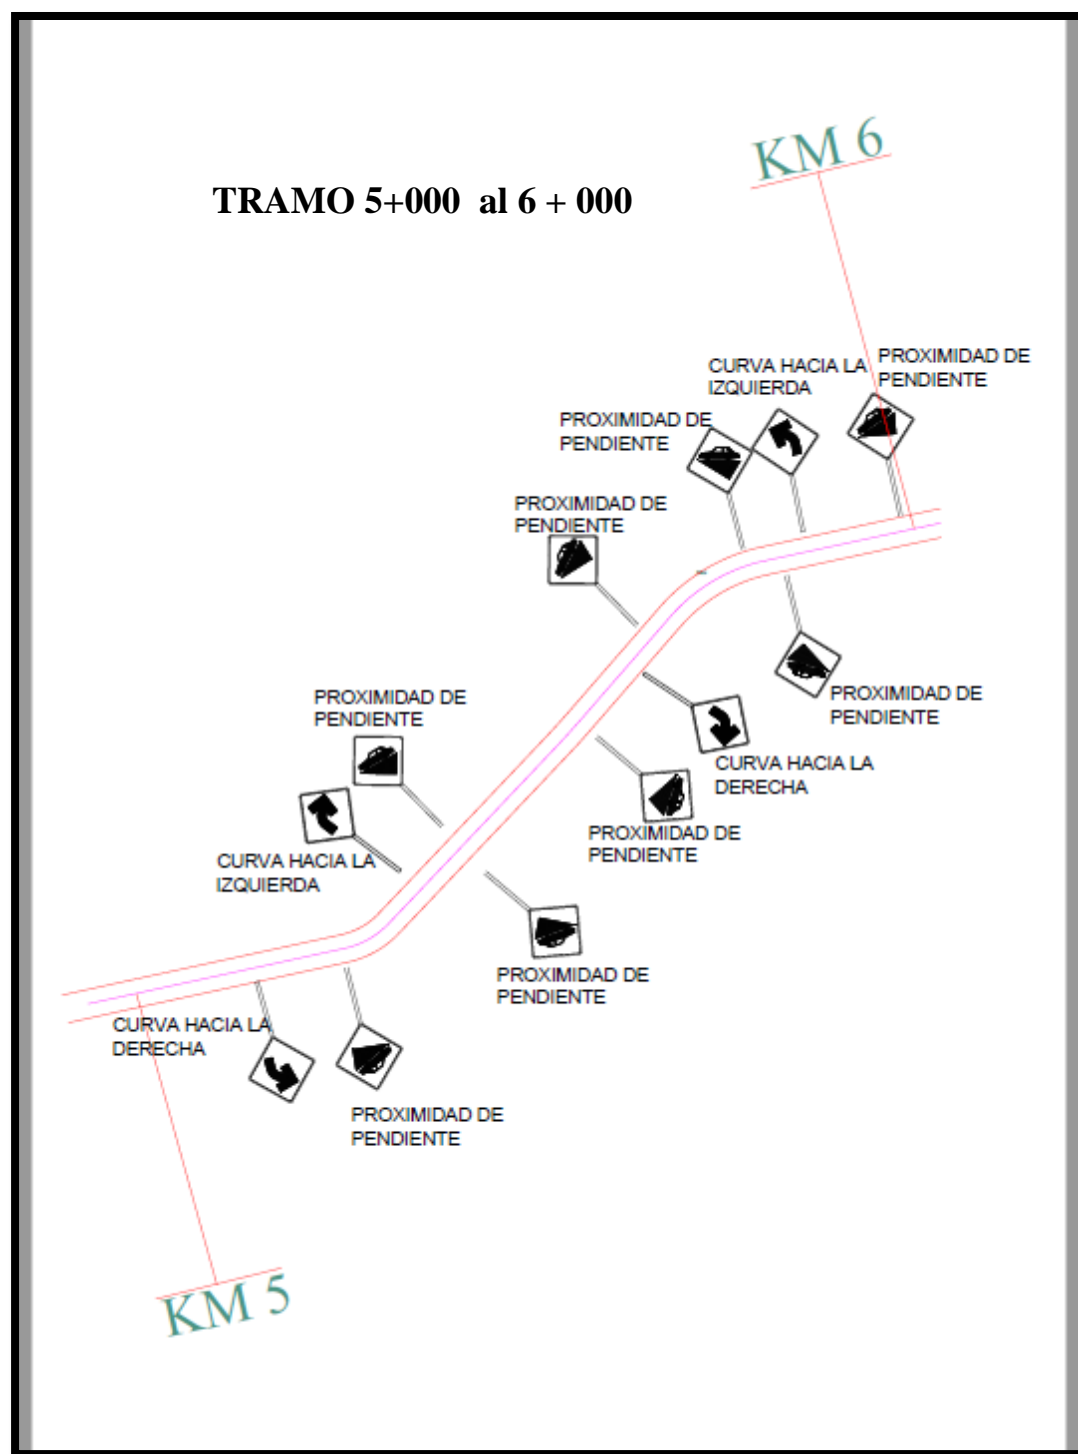 KM 6
TRAMO 5+000 al 6 + 000
PROXIMIDAD DE
PENDIENTE
CURVA HACIA LA
IZQUIERDA
PROXIMIDAD DE
PENDIENTE
PROXIMIDAD DE
PENDIENTE
PROXIMIDAD DE
PENDIENTE
PROXIMIDAD DE
PENDIENTE
CURVA HACIA LA
DERECHA
PROXIMIDAD DE
PENDIENTE
CURVA HACIA LA
IZQUIERDA
PROXIMIDAD DE
PENDIENTE
CURVA HACIA LA
DERECHA
PROXIMIDAD DE
PENDIENTE
KM 5